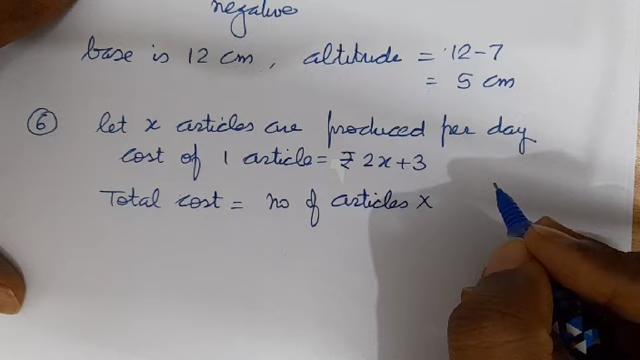 negative
base is 12 cm, altitude = 12-7
= 5 cm
⑥ let x articles are produced per day
cost of 1 article = ₹ 2x+3
Total cost = no of articles ×